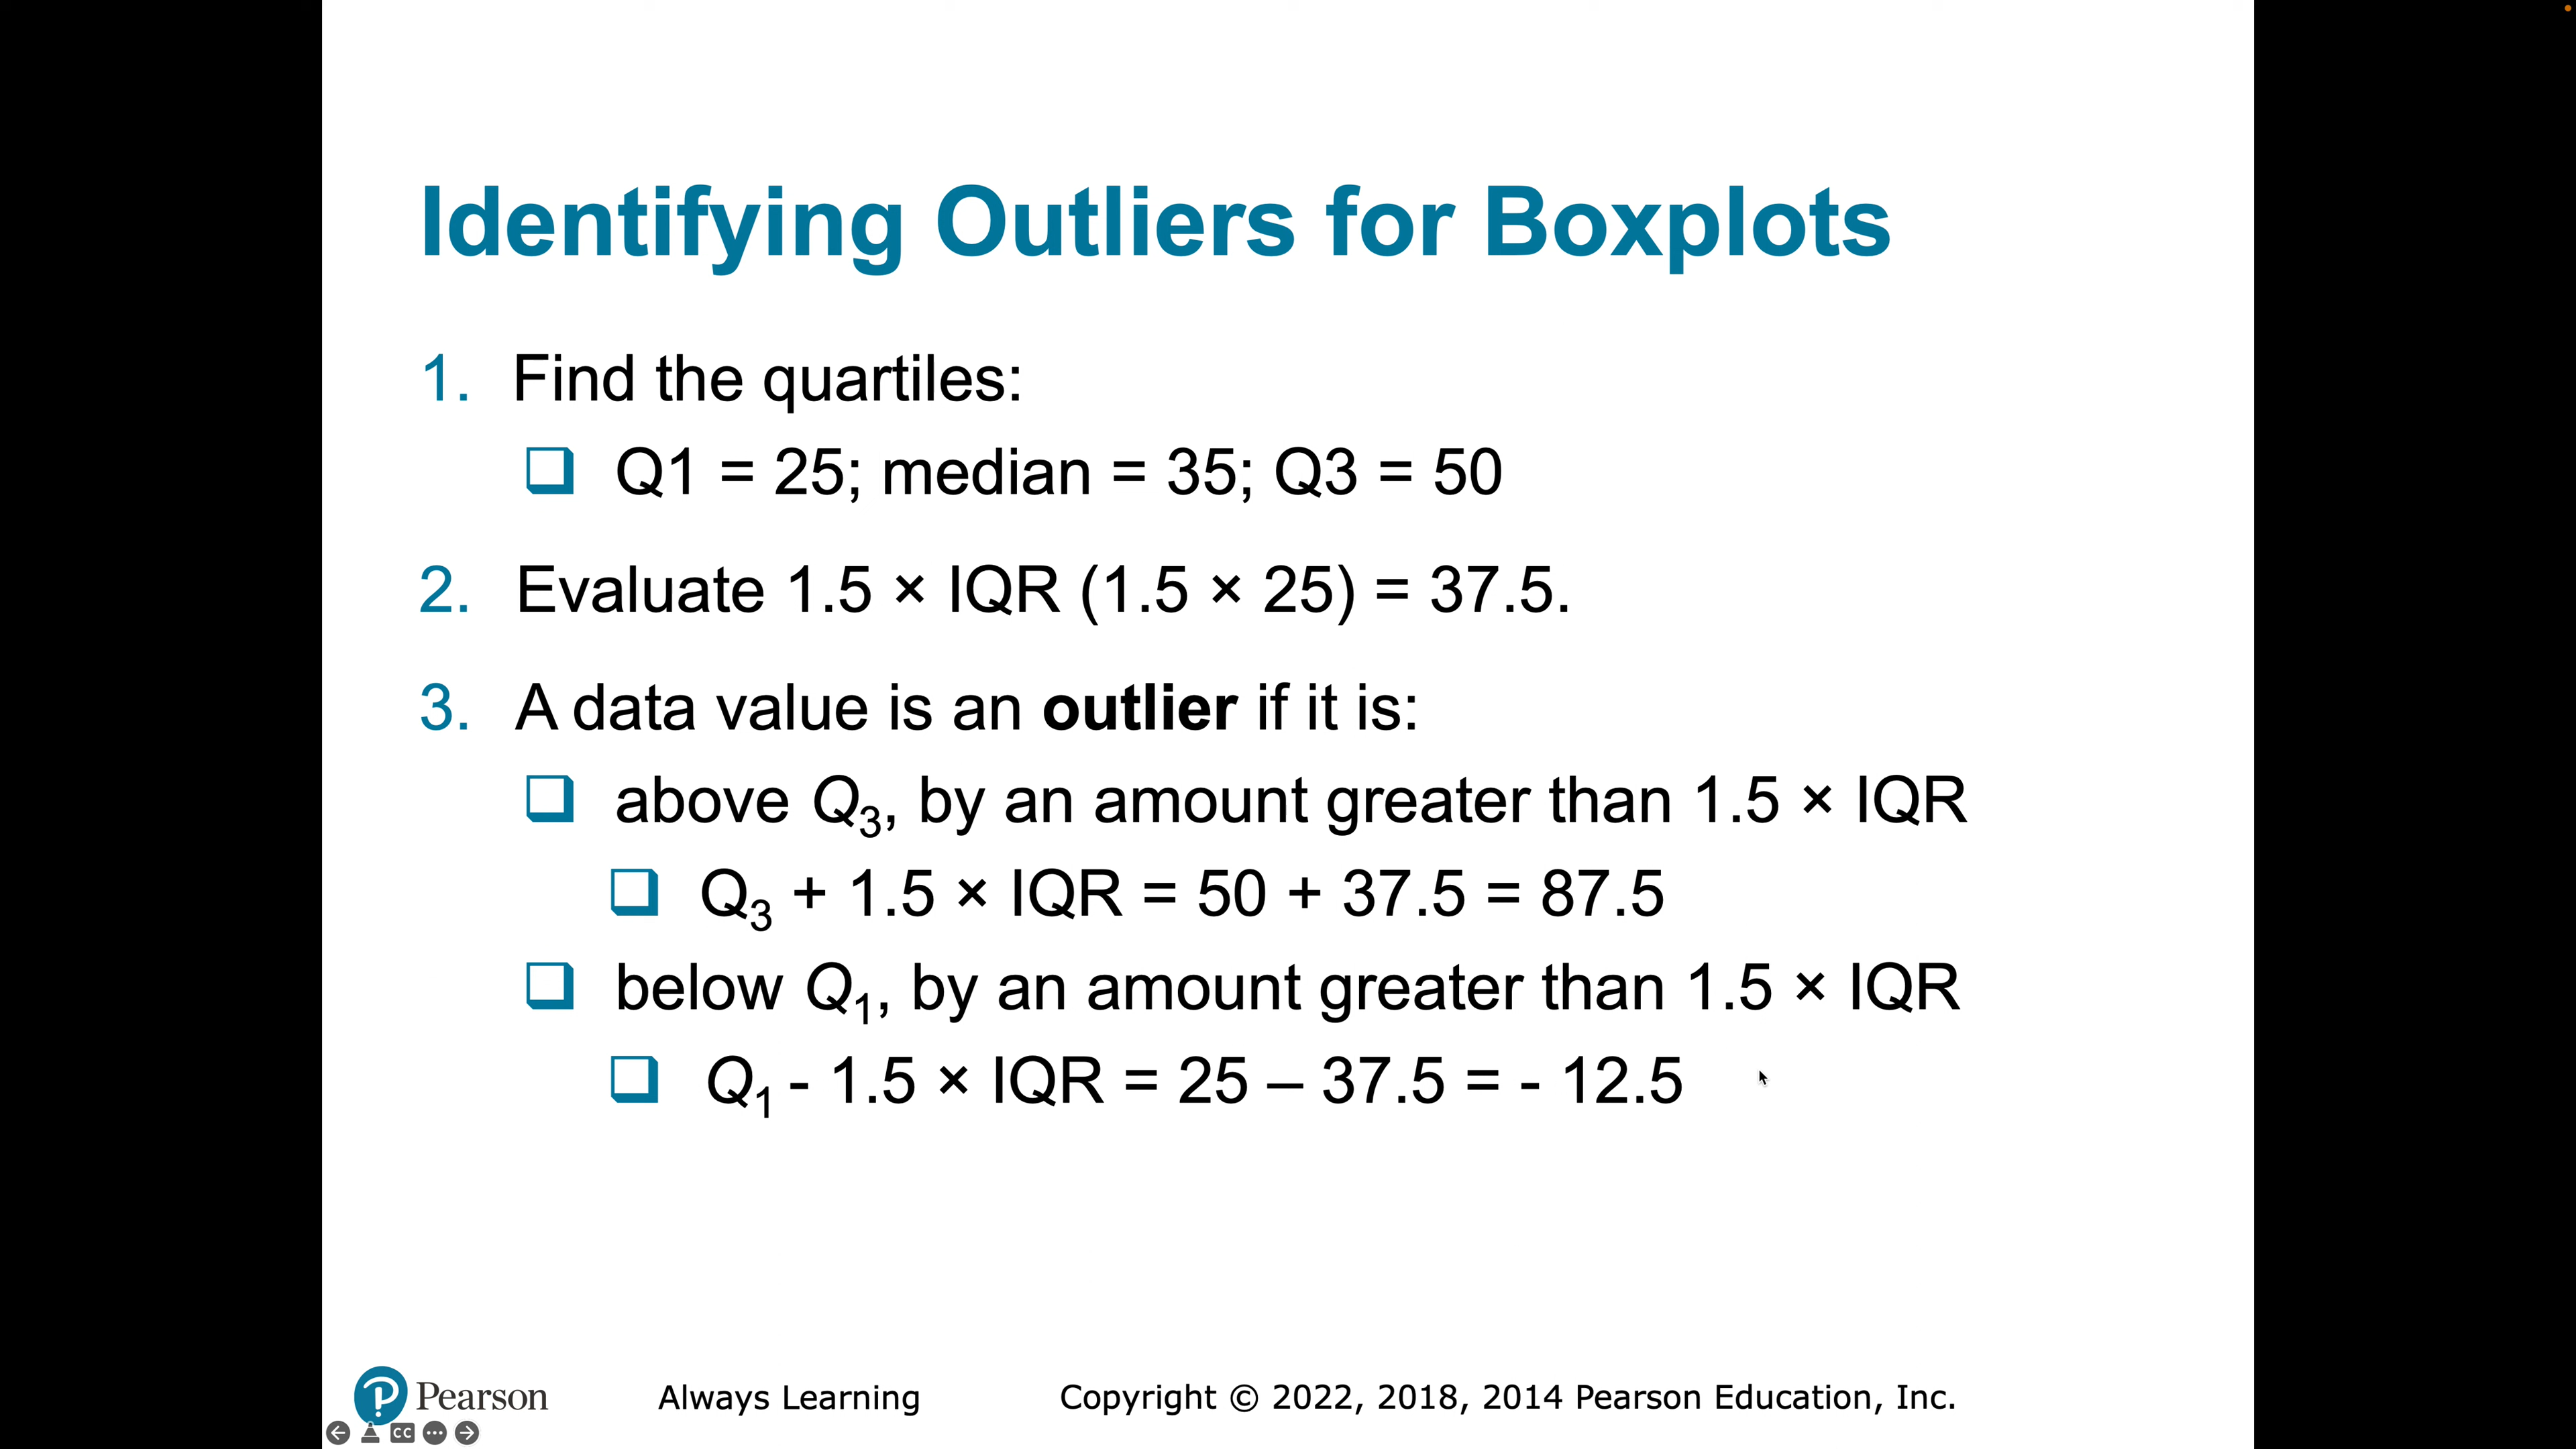 Identifying Outliers for Boxplots
1. Find the quartiles:
Q1 = 25; median = 35; Q3 = 50
2. Evaluate 1.5 × IQR (1.5 × 25) = 37.5.
3. A data value is an outlier if it is:
above Q3, by an amount greater than 1.5 × IQR
Q3 + 1.5 × IQR = 50 + 37.5 = 87.5
below Q1, by an amount greater than 1.5 × IQR
Q1 - 1.5 × IQR = 25 – 37.5 = - 12.5
P Pearson Always Learning Copyright © 2022, 2018, 2014 Pearson Education, Inc.
CC